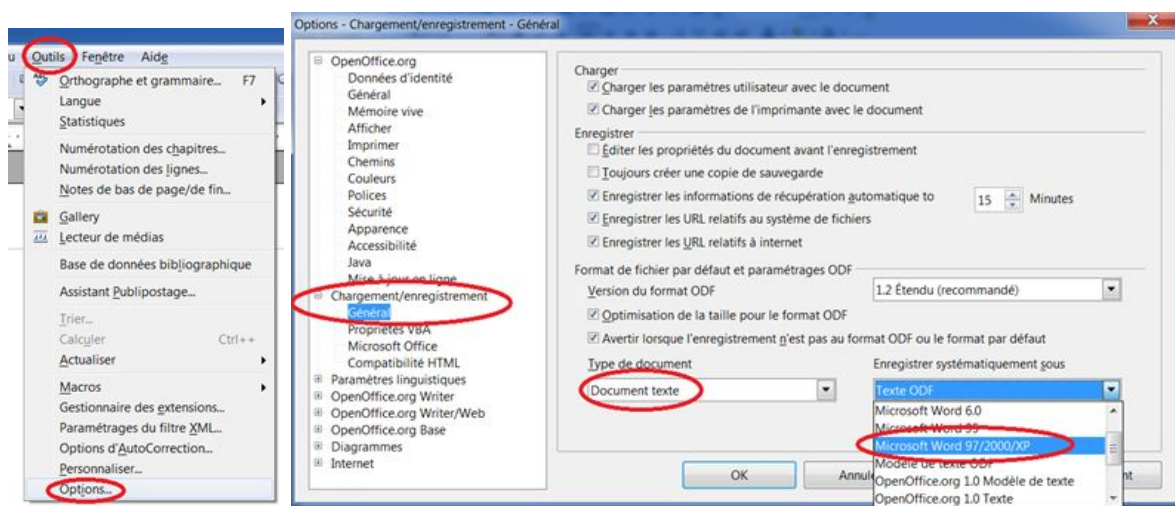 Outils Fenêtre Aide
Orthographe et grammaire... F7
Langue
Statistiques
Numérotation des chapitres...
Numérotation des lignes...
Notes de bas de page/de fin...
Gallery
Lecteur de médias
Base de données bibliographique
Assistant Publipostage...
Trier...
Calculer Ctrl++
Actualiser
Macros
Gestionnaire des extensions...
Paramétrages du filtre XML...
Options d'AutoCorrection...
Personnaliser...
Options...
Options - Chargement/enregistrement - Général
OpenOffice.org
Données d'identité
Général
Mémoire vive
Afficher
Imprimer
Chemins
Couleurs
Polices
Sécurité
Apparence
Accessibilité
Java
Mise à jour en ligne
Chargement/enregistrement
Général
Propriétés VBA
Microsoft Office
Compatibilité HTML
Paramètres linguistiques
OpenOffice.org Writer
OpenOffice.org Writer/Web
OpenOffice.org Base
Diagrammes
Internet
Charger
Charger les paramètres utilisateur avec le document
Charger les paramètres de l'imprimante avec le document
Enregistrer
Éditer les propriétés du document avant l'enregistrement
Toujours créer une copie de sauvegarde
Enregistrer les informations de récupération automatique to 15 Minutes
Enregistrer les URL relatifs au système de fichiers
Enregistrer les URL relatifs à internet
Format de fichier par défaut et paramétrages ODF
Version du format ODF 1.2 Étendu (recommandé)
Optimisation de la taille pour le format ODF
Avertir lorsque l'enregistrement n'est pas au format ODF ou le format par défaut
Type de document Enregistrer systématiquement sous
Document texte Texte ODF
Microsoft Word 6.0
Microsoft Word 95
Microsoft Word 97/2000/XP
Modèle de texte ODF
OpenOffice.org 1.0 Modèle de texte
OpenOffice.org 1.0 Texte
OK